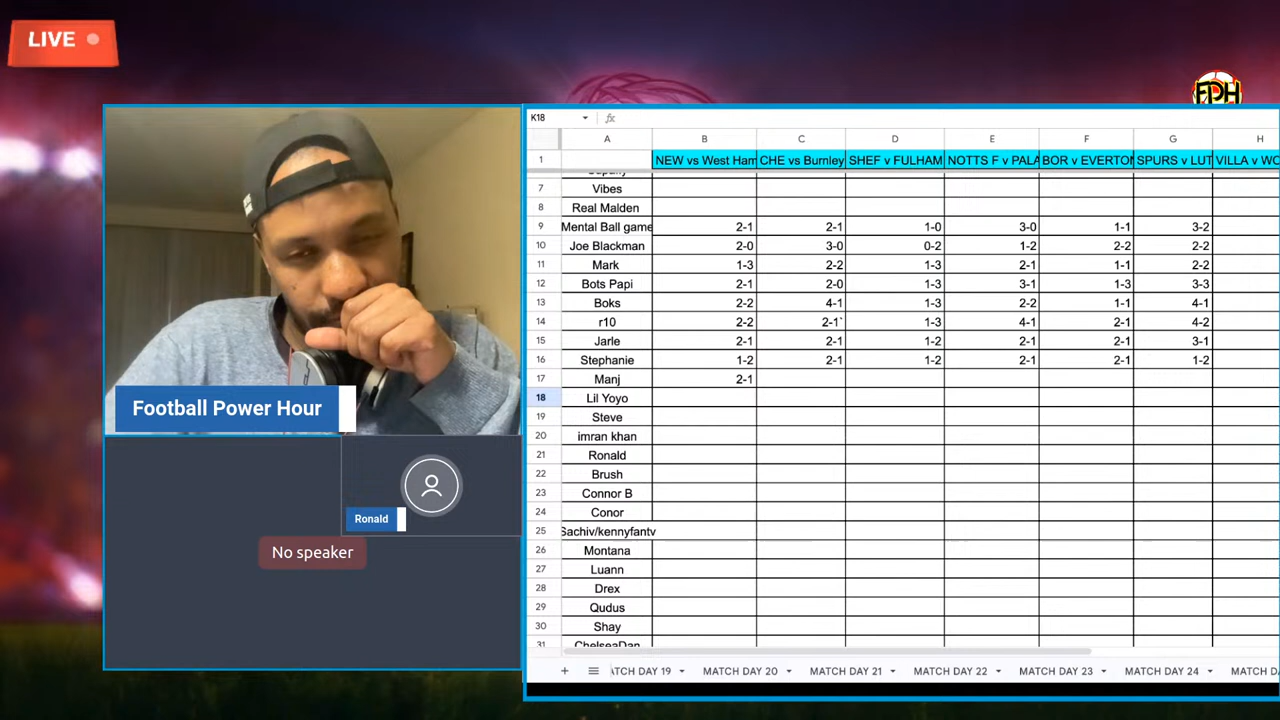 LIVE
FPH
K18 fx
A B C D E F G H
1 NEW vs West Ham CHE vs Burnley SHEF v FULHAM NOTTS F v PALA BOR v EVERTON SPURS v LUT VILLA v WO
7 Vibes
8 Real Malden
9 Mental Ball game 2-1 2-1 1-0 3-0 1-1 3-2
10 Joe Blackman 2-0 3-0 0-2 1-2 2-2 2-2
11 Mark 1-3 2-2 1-3 2-1 1-1 2-2
12 Bots Papi 2-1 2-0 1-3 3-1 1-3 3-3
13 Boks 2-2 4-1 1-3 2-2 1-1 4-1
14 r10 2-2 2-1` 1-3 4-1 2-1 4-2
15 Jarle 2-1 2-1 1-2 2-1 2-1 3-1
16 Stephanie 1-2 2-1 1-2 2-1 2-1 1-2
17 Manj 2-1
18 Lil Yoyo
19 Steve
20 imran khan
21 Ronald
22 Brush
23 Connor B
24 Conor
25 Sachiv/kennyfantv
26 Montana
27 Luann
28 Drex
29 Qudus
30 Shay
31 ChelseaDan
ATCH DAY 19 MATCH DAY 20 MATCH DAY 21 MATCH DAY 22 MATCH DAY 23 MATCH DAY 24 MATCH DA
Football Power Hour
Ronald
No speaker